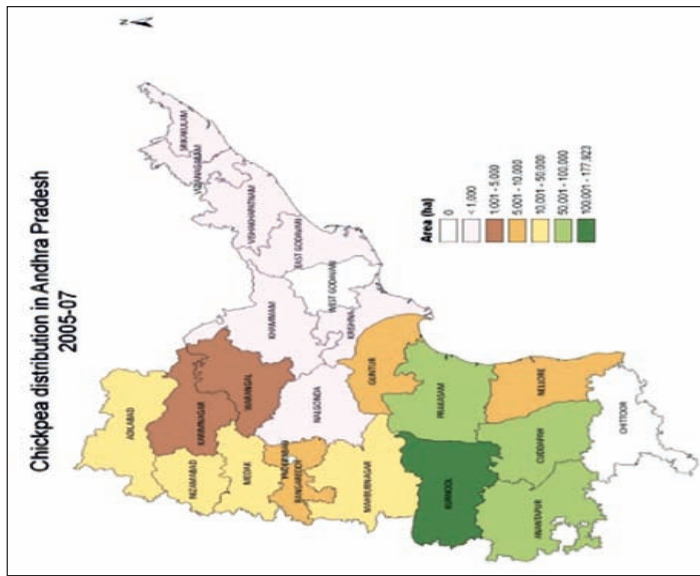 Chickpea distribution in Andhra Pradesh
2005-07
N
SRIKAKULAM
VIZIANAGARAM
VISHAKHAPATNAM
EAST GODAVARI
WEST GODAVARI
KHAMMAM
KRISHNA
ADILABAD
KARIMNAGAR
WARANGAL
NIZAMABAD
MEDAK
NALGONDA
RANGAREDDI
MAHBUBNAGAR
GUNTUR
PRAKASAM
KURNOOL
NELLORE
CUDDAPAH
ANANTAPUR
CHITTOOR
Area (ha)
0
< 1,000
1,001 - 5,000
5,001 - 10,000
10,001 - 50,000
50,001 - 100,000
100,001 - 177,923